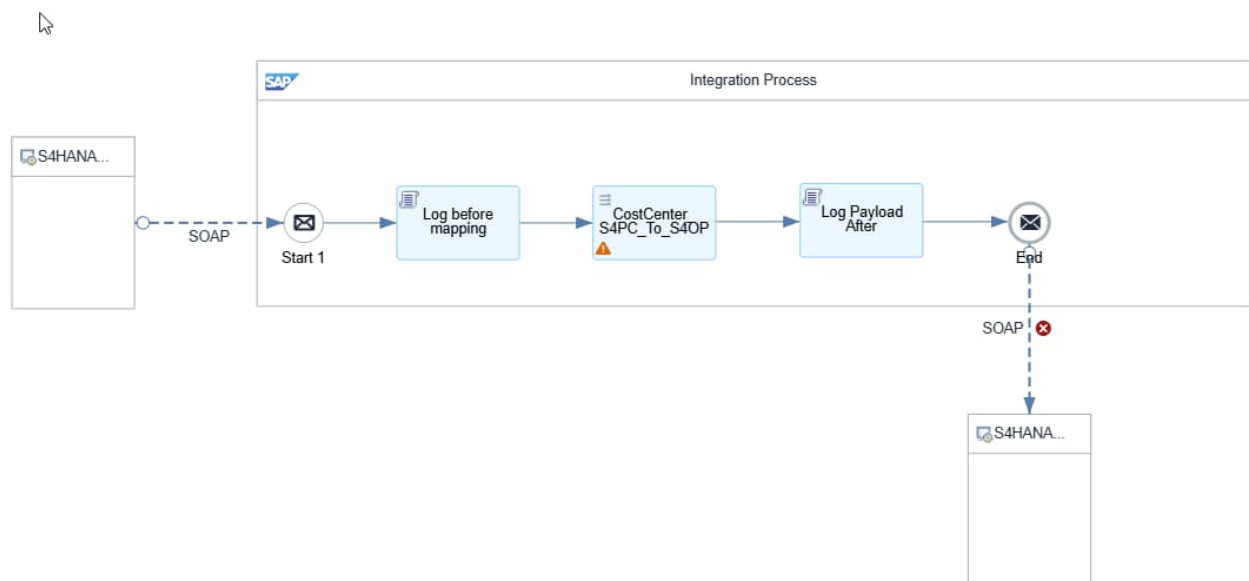 SAP
Integration Process
S4HANA...
SOAP
Start 1
Log before
mapping
CostCenter
S4PC_To_S4OP
Log Payload
After
End
SOAP
S4HANA...